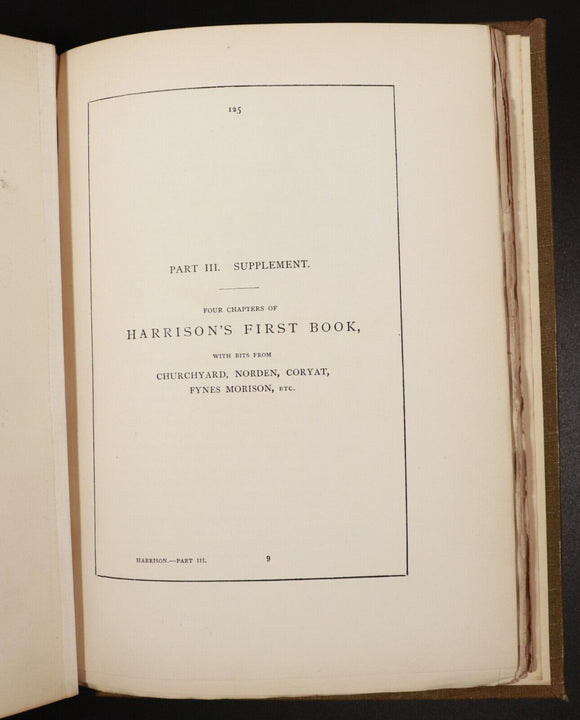 125
PART III. SUPPLEMENT.
FOUR CHAPTERS OF
HARRISON'S FIRST BOOK,
WITH BITS FROM
CHURCHYARD, NORDEN, CORYAT,
FYNES MORISON, ETC.
HARRISON.—PART III. 9